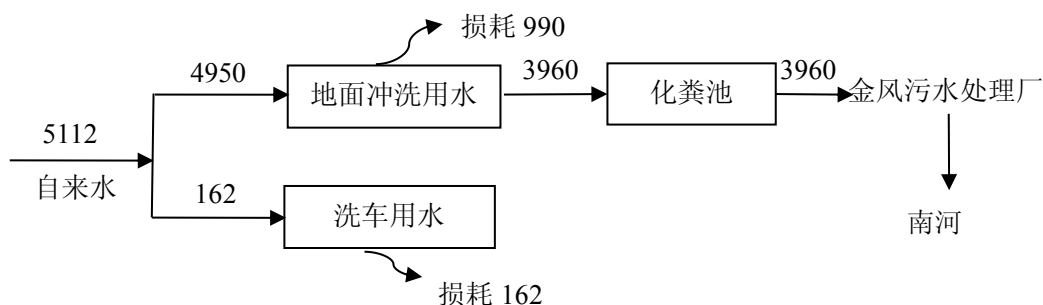 损耗 990
4950
地面冲洗用水
3960
化粪池
3960
金风污水处理厂
5112
自来水
162
洗车用水
南河
损耗 162